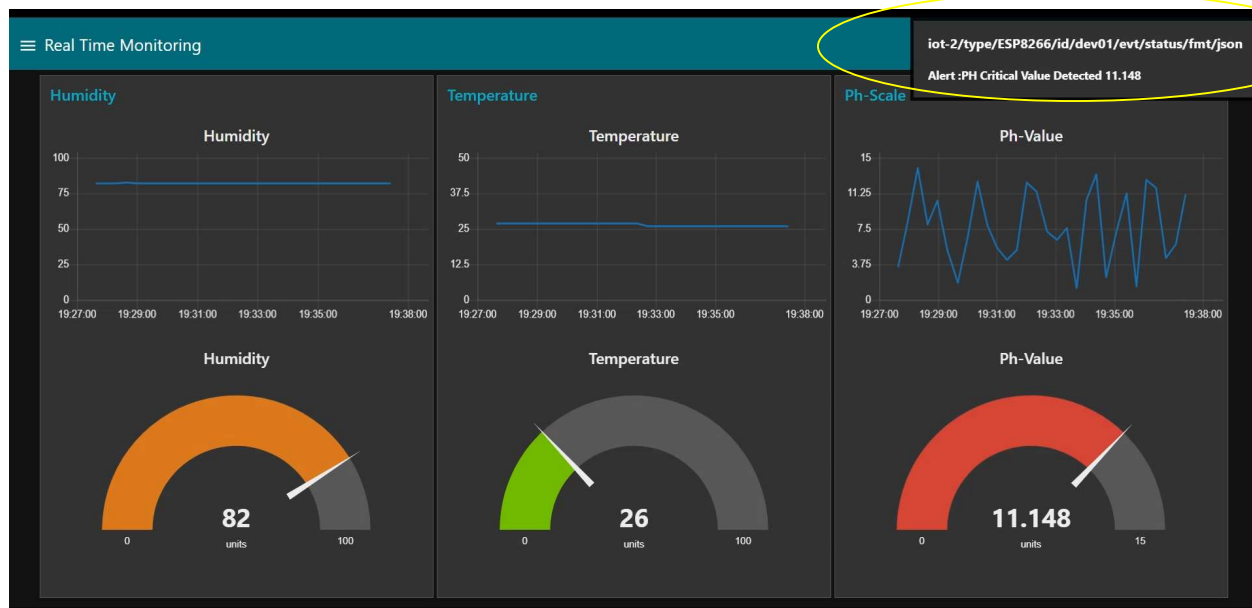 Real Time Monitoring
iot-2/type/ESP8266/id/dev01/evt/status/fmt/json
Alert :PH Critical Value Detected 11.148
Humidity
Humidity
100
75
50
25
0
19:27:00 19:29:00 19:31:00 19:33:00 19:35:00 19:38:00
Humidity
82
units
0 100
Temperature
Temperature
50
37.5
25
12.5
0
19:27:00 19:29:00 19:31:00 19:33:00 19:35:00 19:38:00
Temperature
26
units
0 100
Ph-Scale
Ph-Value
15
11.25
7.5
3.75
0
19:27:00 19:29:00 19:31:00 19:33:00 19:35:00 19:38:00
Ph-Value
11.148
units
0 15